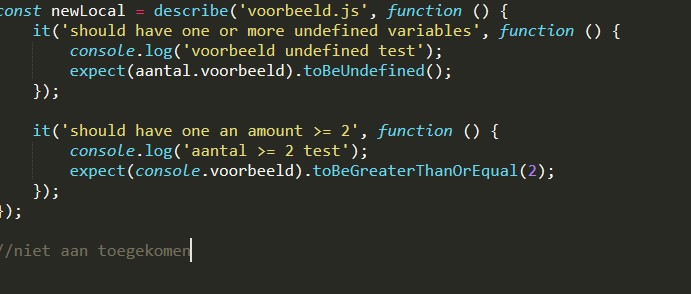 const newLocal = describe('voorbeeld.js', function () {
    it('should have one or more undefined variables', function () {
        console.log('voorbeeld undefined test');
        expect(aantal.voorbeeld).toBeUndefined();
    });

    it('should have one an amount >= 2', function () {
        console.log('aantal >= 2 test');
        expect(console.voorbeeld).toBeGreaterThanOrEqual(2);
    });
});

//niet aan toegekomen